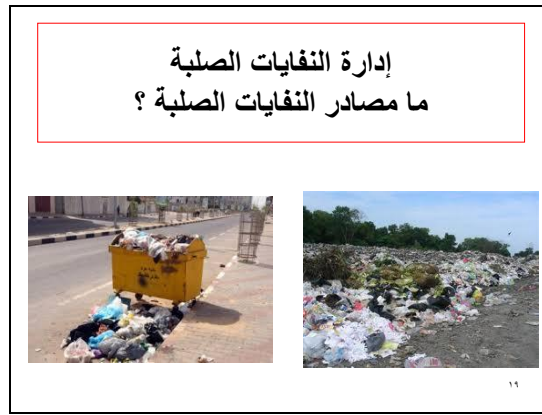 إدارة النفايات الصلبة
ما مصادر النفايات الصلبة ؟
١٩